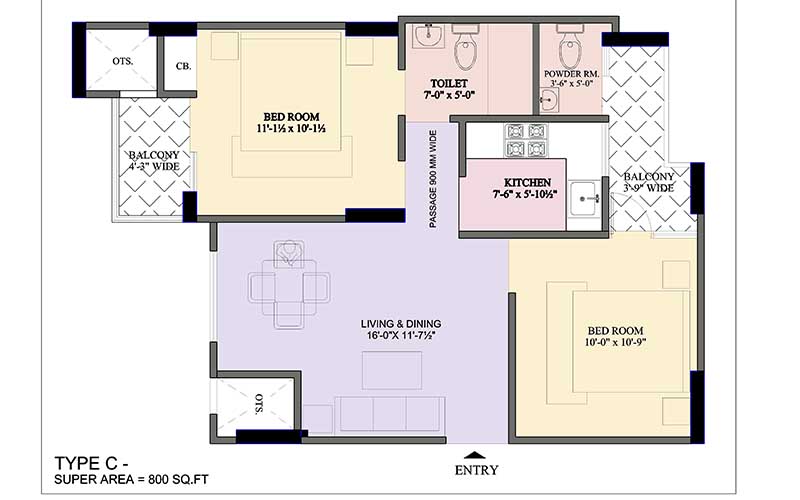 OTS.
CB.
BED ROOM
11'-1½ x 10'-1½
TOILET
7'-0" x 5'-0"
POWDER RM.
3'-6" x 5'-0"
BALCONY
4'-3" WIDE
PASSAGE 900 MM WIDE
KITCHEN
7'-6" x 5'-10½"
BALCONY
3'-9" WIDE
LIVING & DINING
16'-0"X 11'-7½"
BED ROOM
10'-0" x 10'-9"
OTS.
TYPE C -
SUPER AREA = 800 SQ.FT
ENTRY